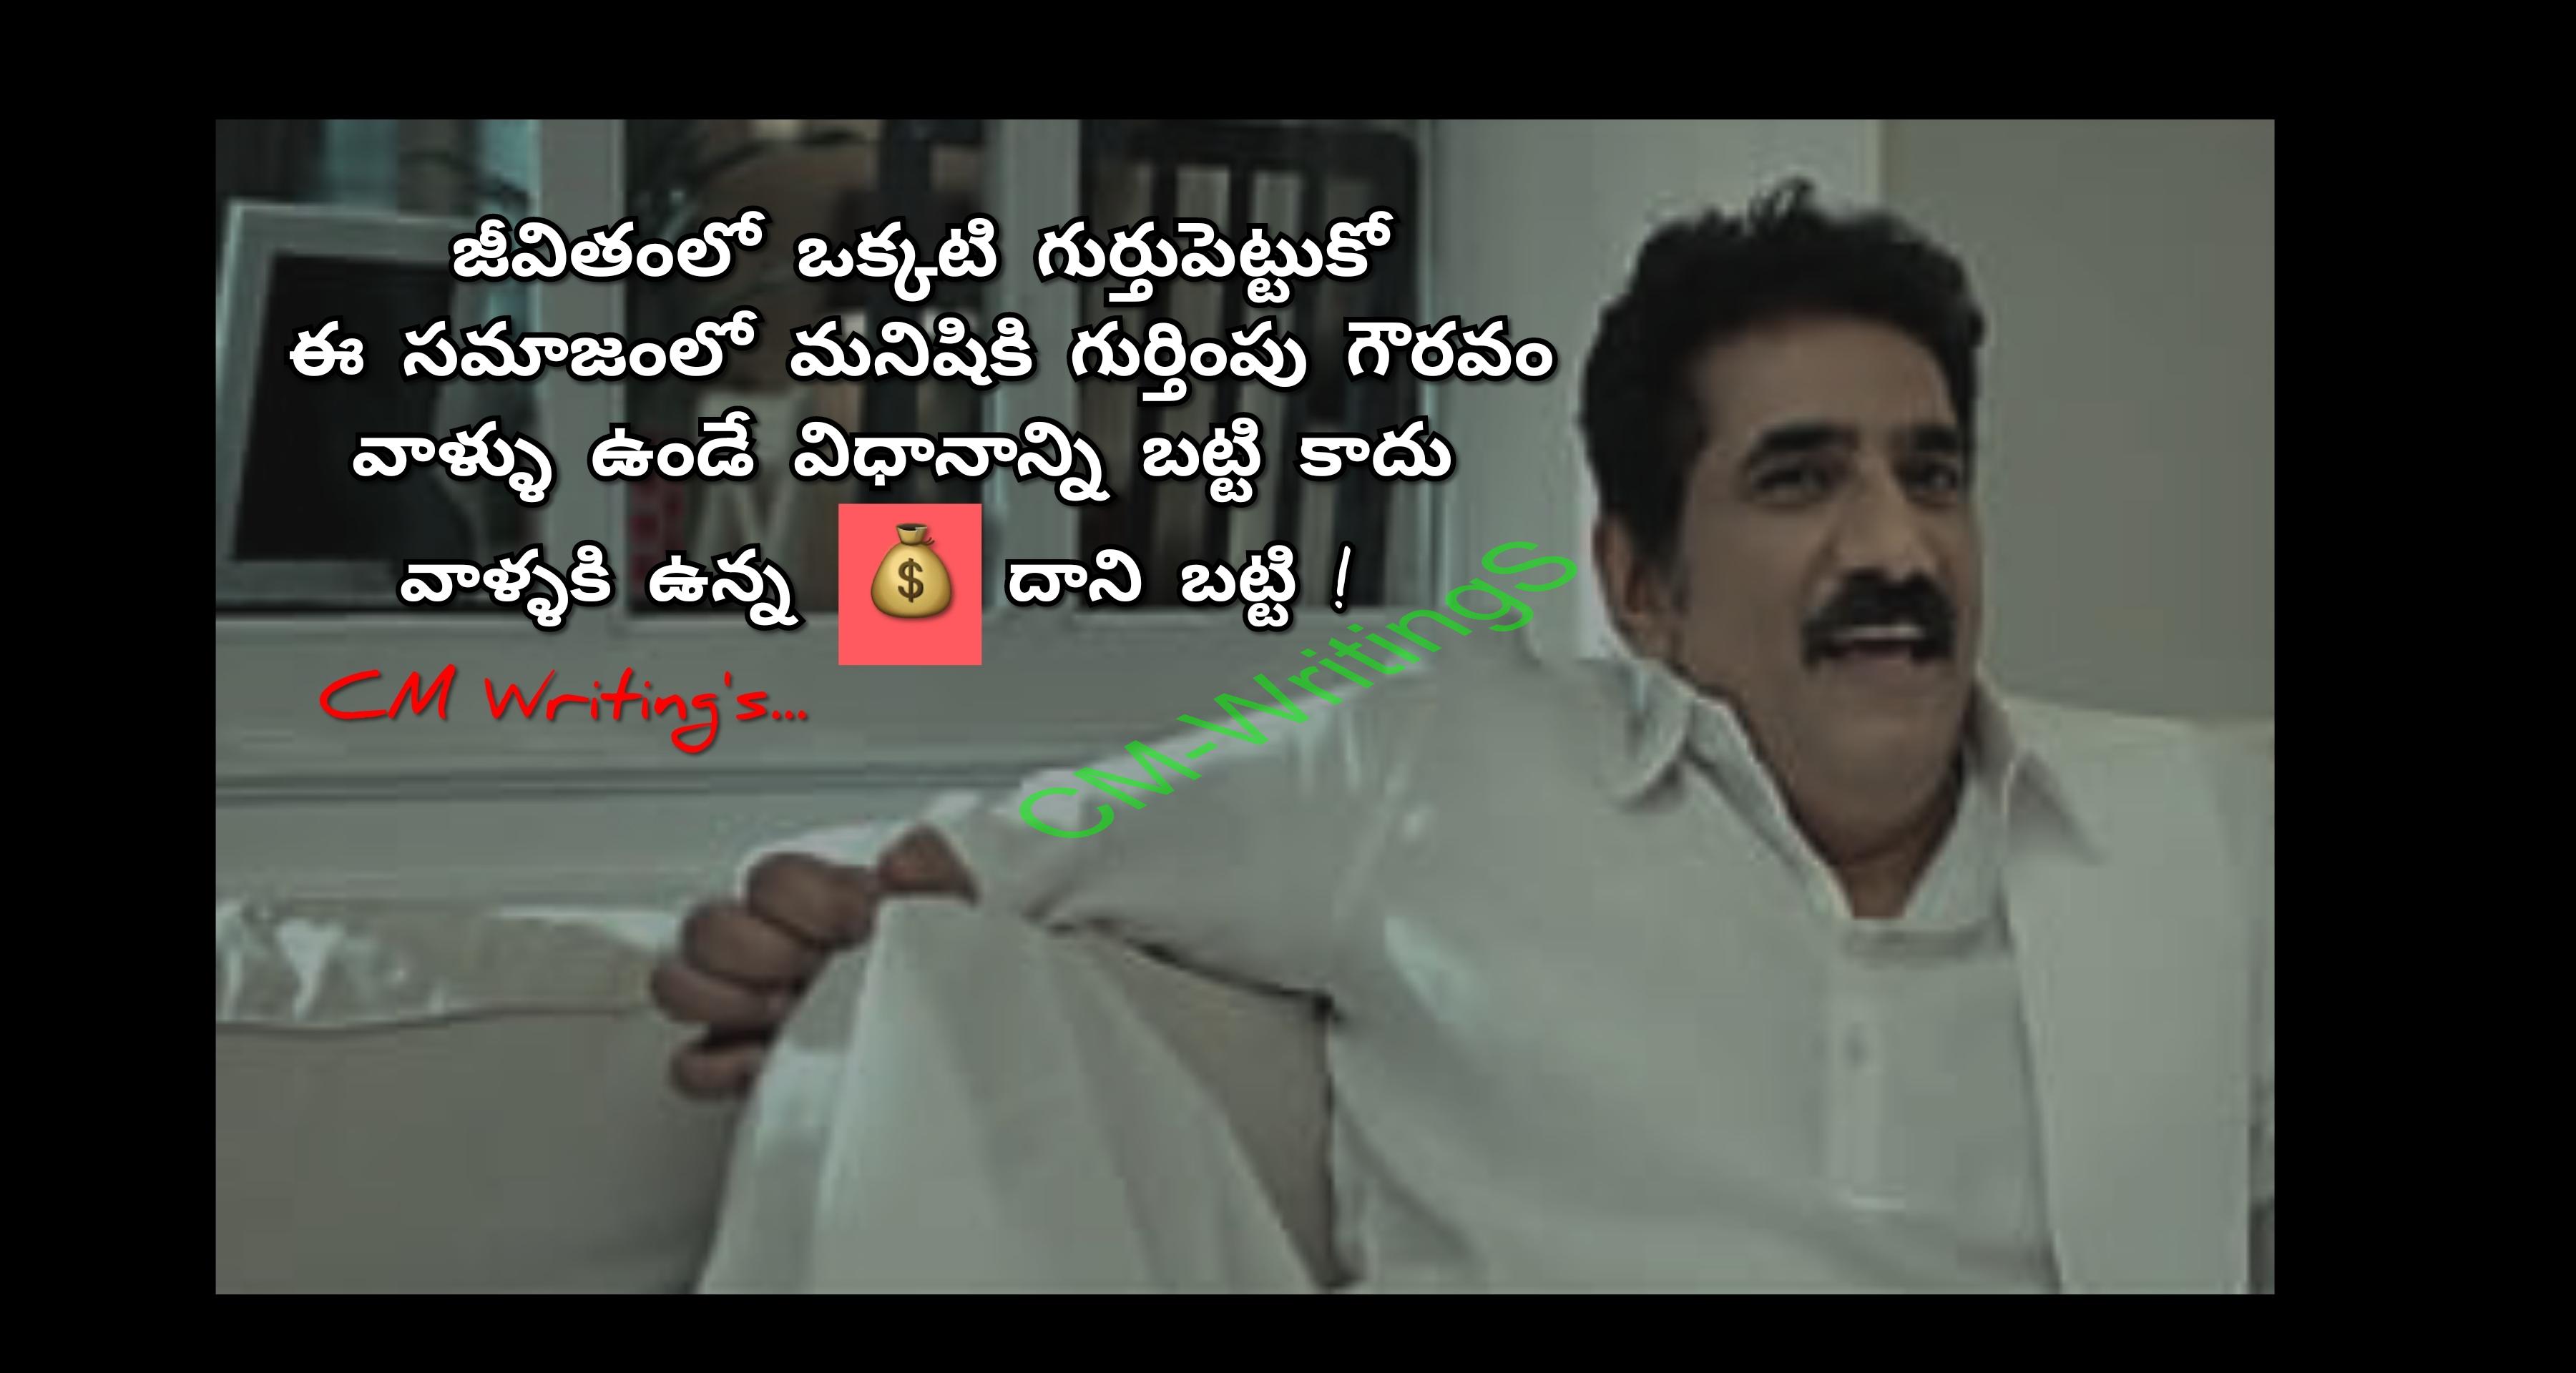 జీవితంలో ఒక్కటి గుర్తుపెట్టుకో
ఈ సమాజంలో మనిషికి గుర్తింపు గౌరవం
వాళ్ళు ఉండే విధానాన్ని బట్టి కాదు
వాళ్ళకి ఉన్న 💰 దాని బట్టి !
CM Writing's...
CM-WritingS